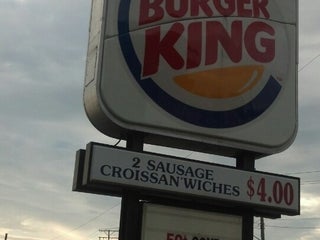 BURGER
KING
2 SAUSAGE
CROISSAN'WICHES $4.00